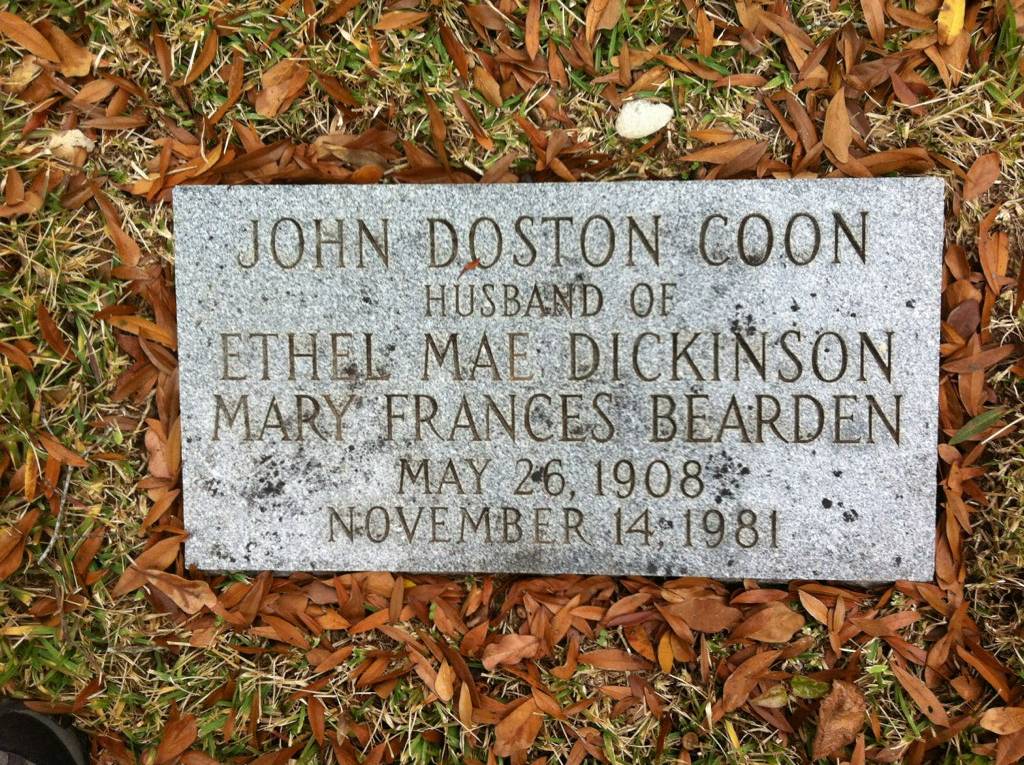 JOHN DOSTON COON
HUSBAND OF
ETHEL MAE DICKINSON
MARY FRANCES BEARDEN
MAY 26, 1908
NOVEMBER 14, 1981